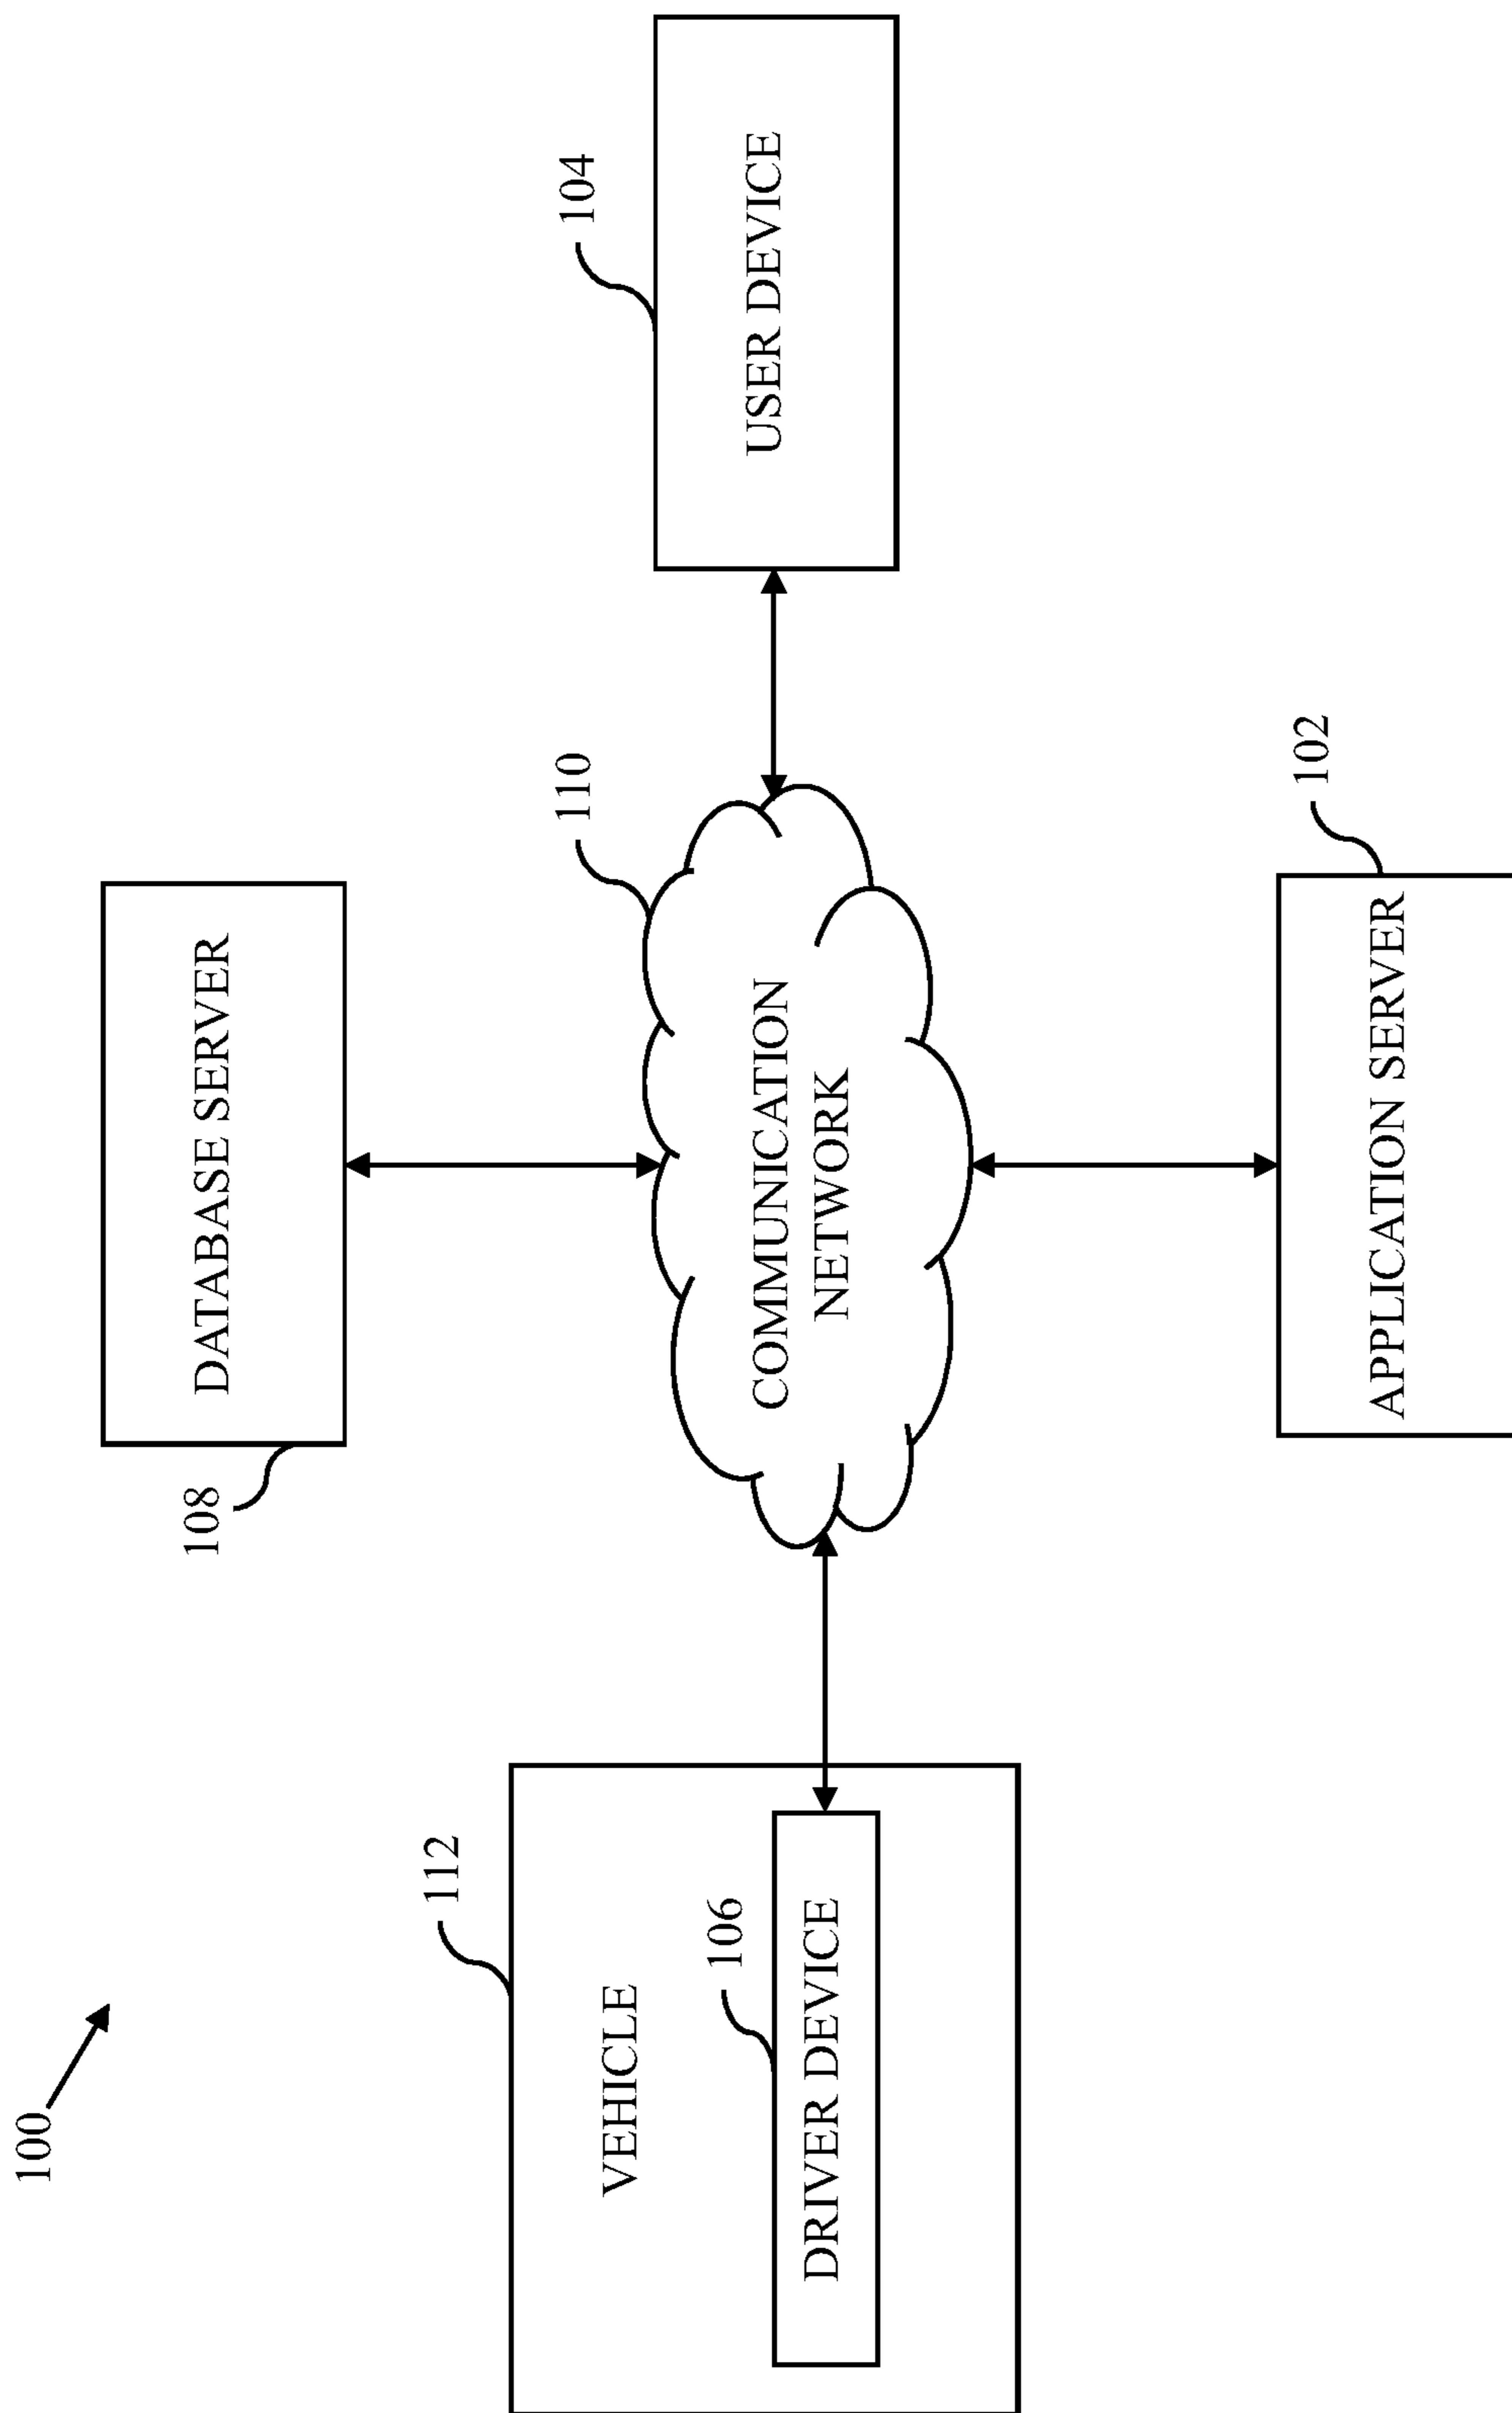 100
108
DATABASE SERVER
112
VEHICLE
106
DRIVER DEVICE
110
COMMUNICATION
NETWORK
104
USER DEVICE
102
APPLICATION SERVER